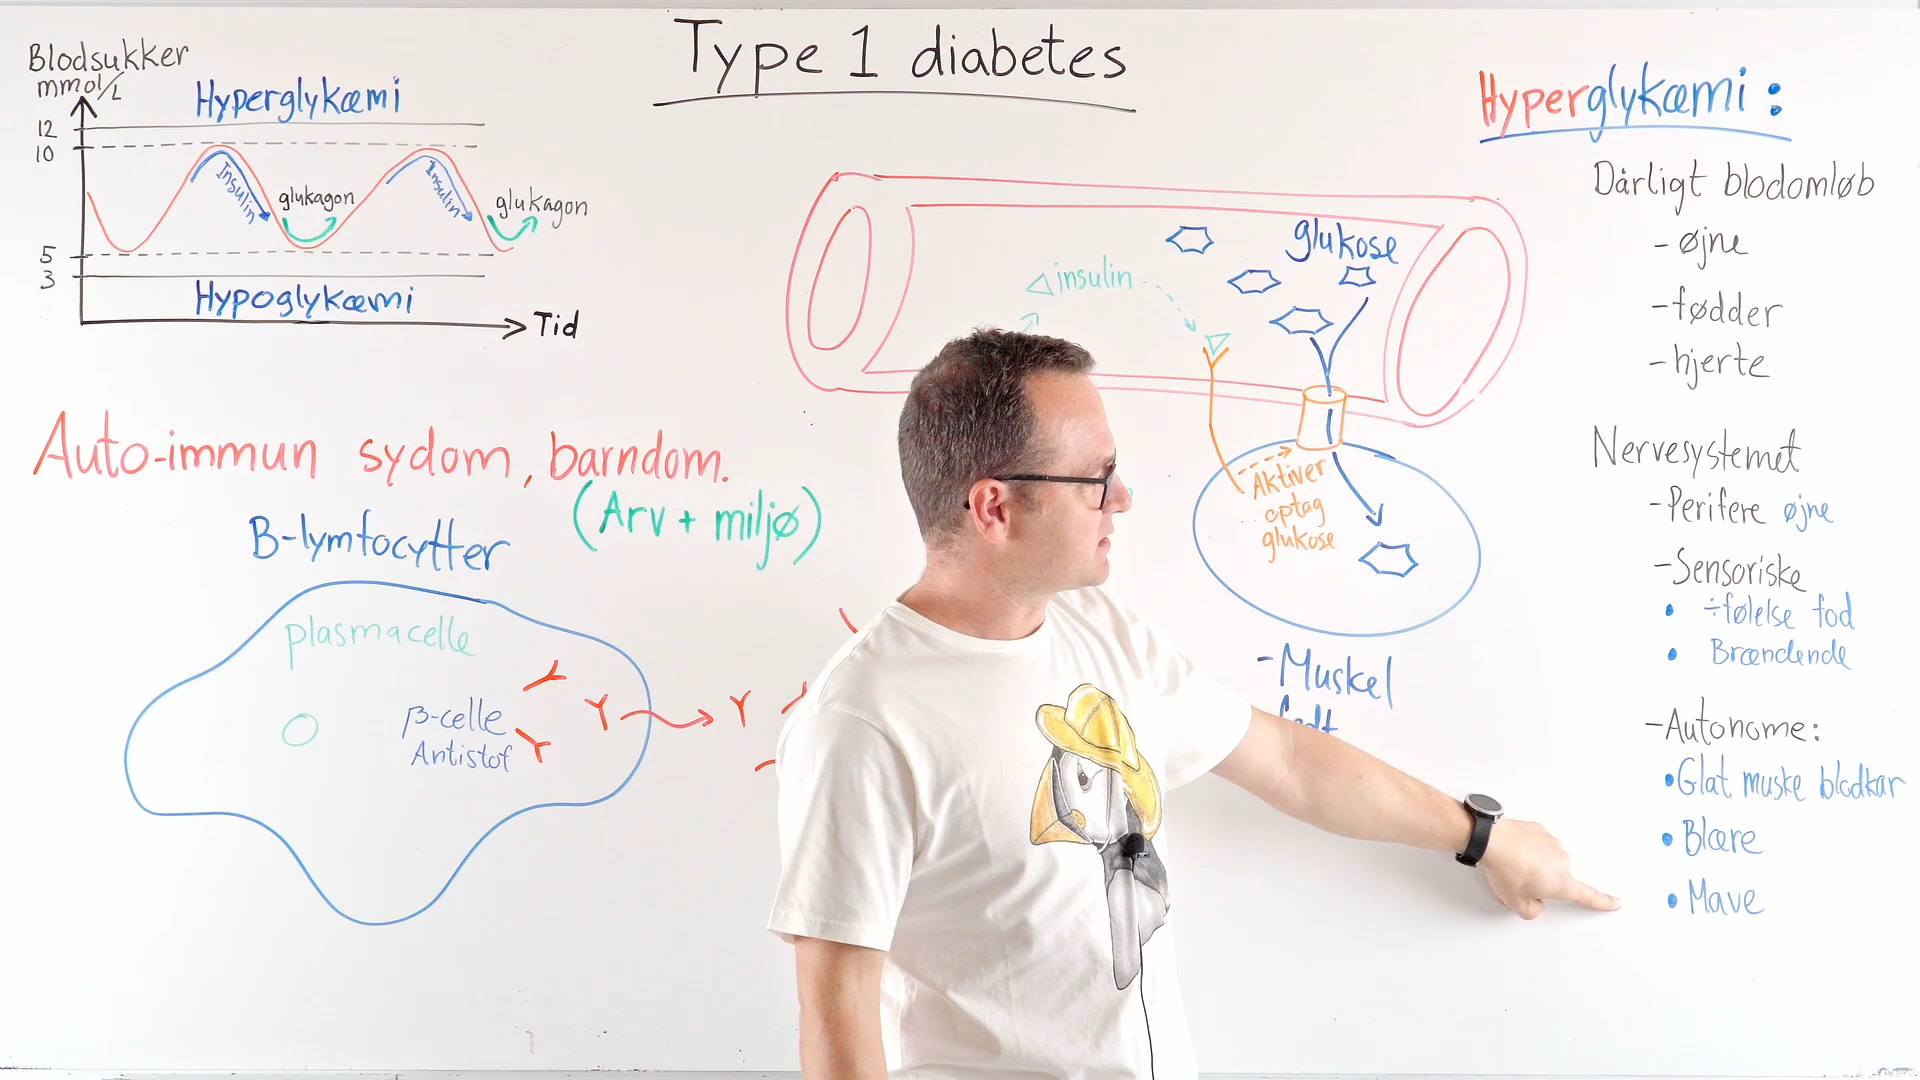 Type 1 diabetes
Blodsukker
mmol/L
12
10
5
3
Hyperglykæmi
Insulin
glukagon
Insulin
glukagon
Hypoglykæmi
Tid
Auto-immun sydom, barndom.
(Arv + miljø)
B-lymfocytter
plasmacelle
β-celle
Antistof
insulin
glukose
Aktiver
optag
glukose
-Muskel
Hyperglykæmi:
Dårligt blodomløb
- øjne
- fødder
- hjerte
Nervesystemet
- Perifere øjne
- Sensoriske
• ÷følelse fod
• Brændende
- Autonome:
• Glat muske blodkar
• Blære
• Mave